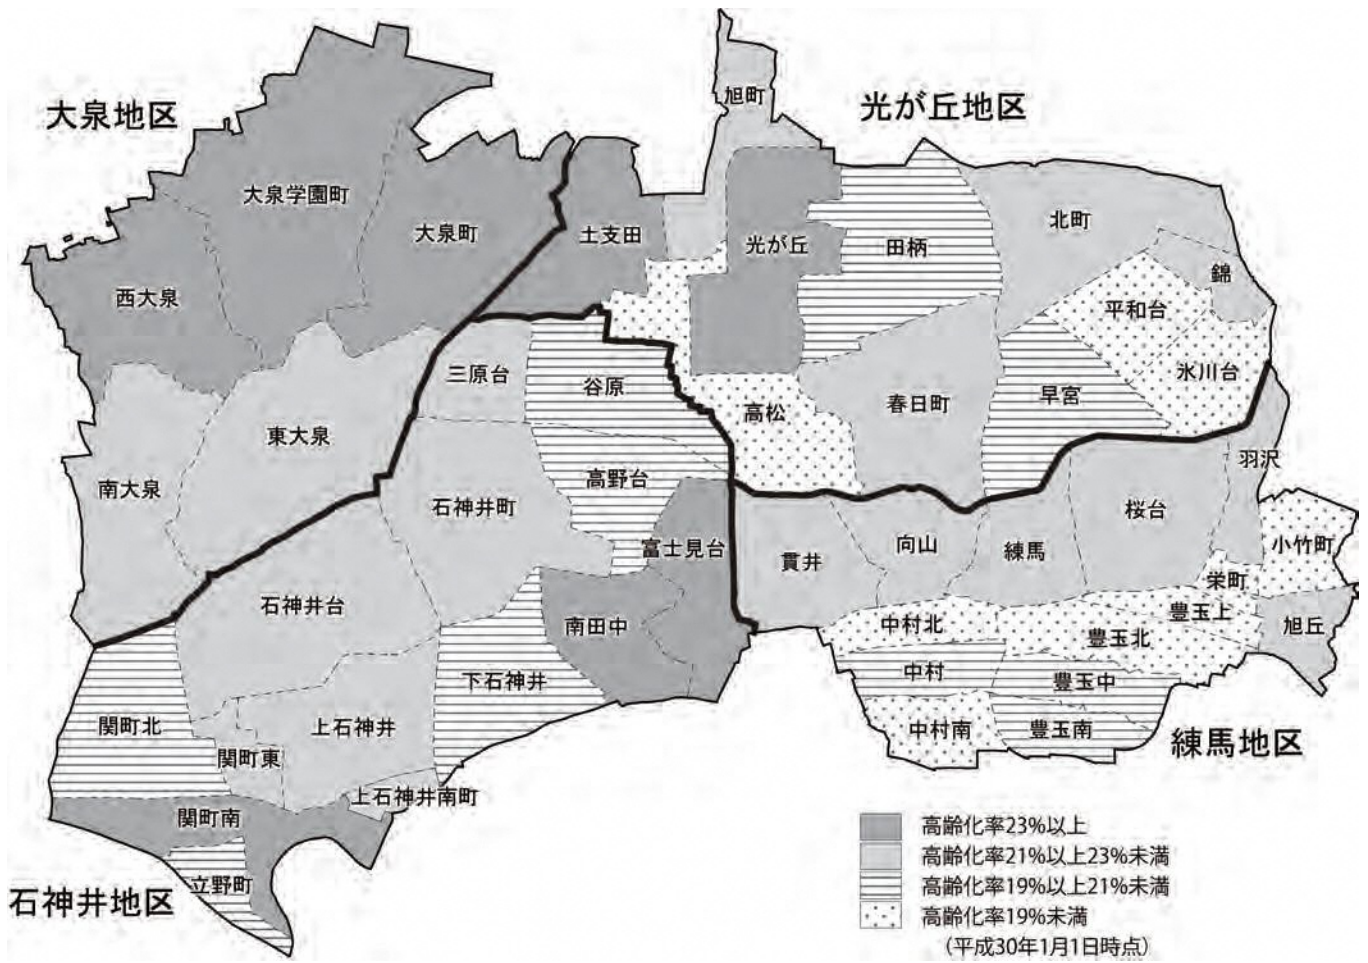 旭町
大泉地区
光が丘地区
大泉学園町
大泉町
土支田
光が丘
田柄
北町
錦
西大泉
平和台
三原台
谷原
高松
春日町
早宮
氷川台
東大泉
南大泉
石神井町
高野台
羽沢
桜台
富士見台
貫井
向山
練馬
小竹町
栄町
石神井台
南田中
中村北
豊玉北
豊玉上
旭丘
下石神井
中村
豊玉中
関町北
関町東
上石神井
中村南
豊玉南
練馬地区
上石神井南町
関町南
立野町
石神井地区
高齢化率23%以上
高齢化率21%以上23%未満
高齢化率19%以上21%未満
高齢化率19%未満
(平成30年1月1日時点)